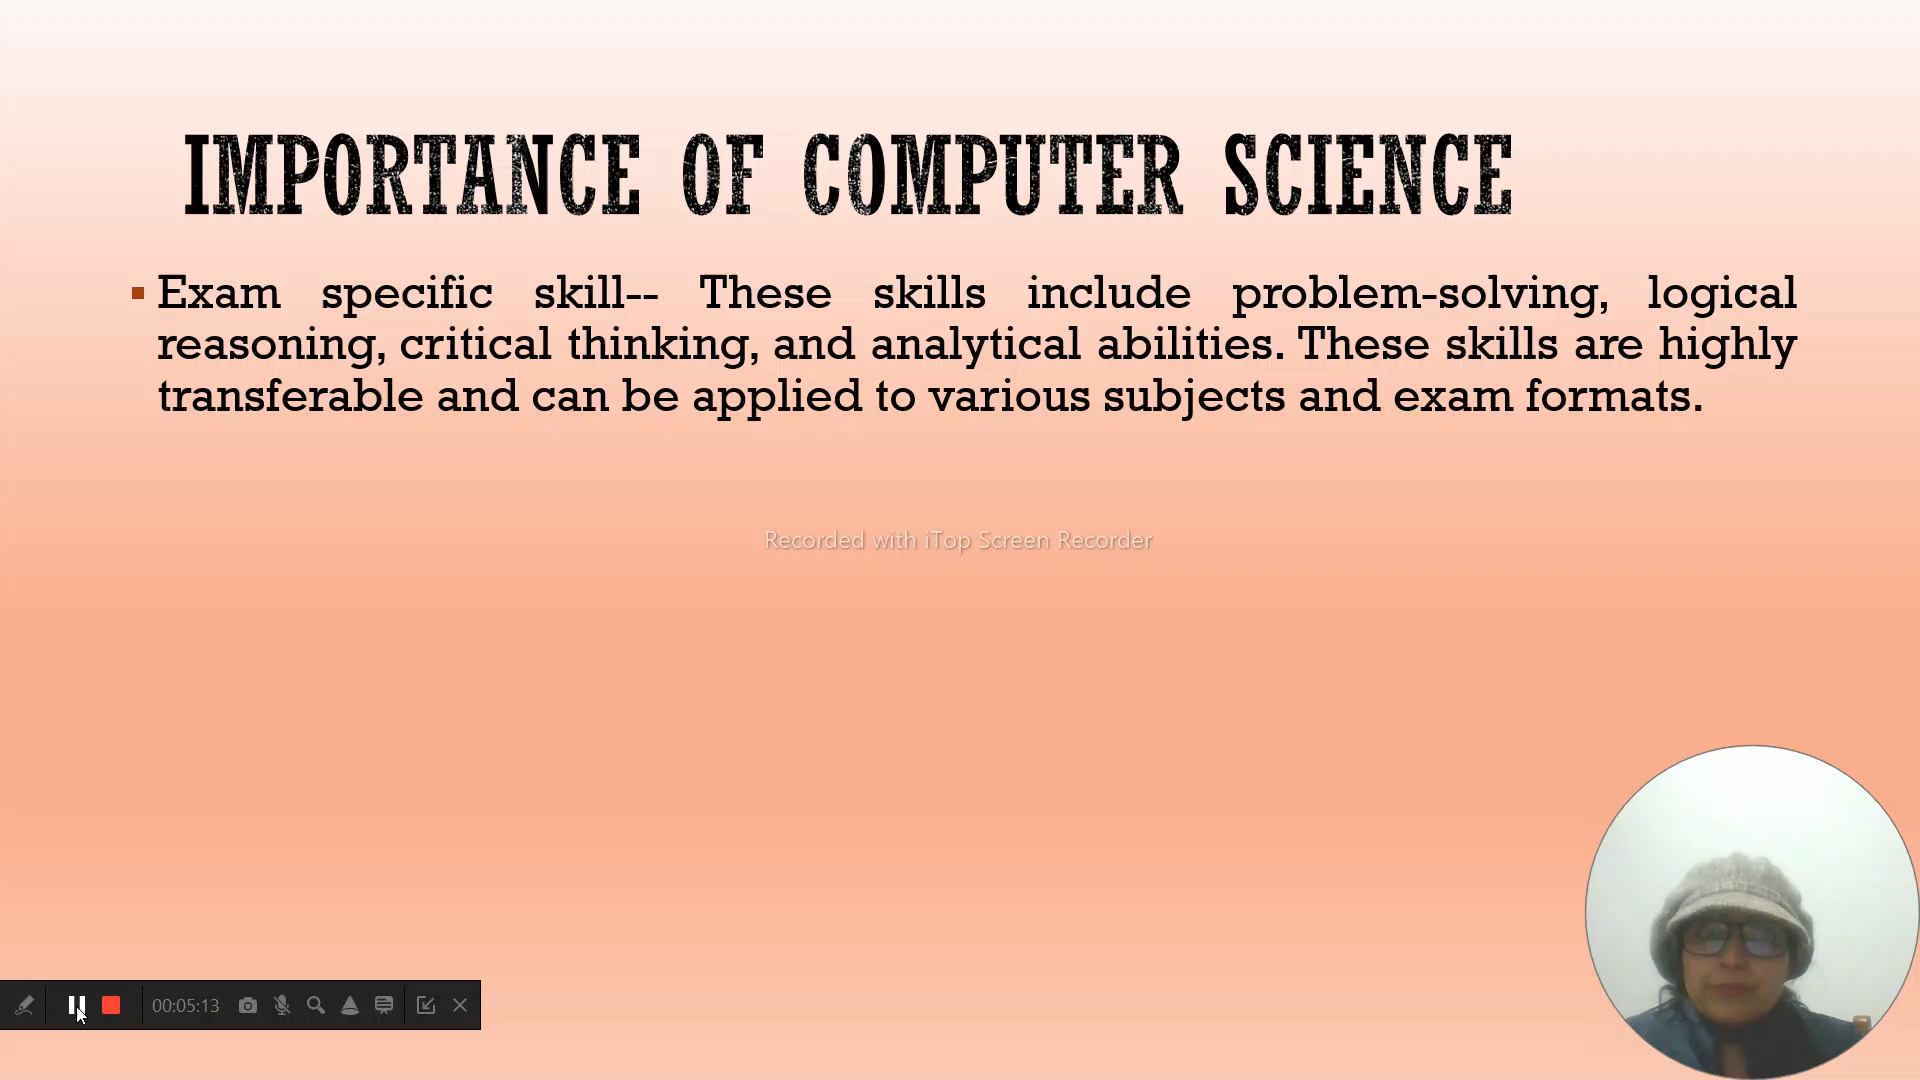 IMPORTANCE OF COMPUTER SCIENCE
Exam specific skill-- These skills include problem-solving, logical
reasoning, critical thinking, and analytical abilities. These skills are highly
transferable and can be applied to various subjects and exam formats.
Recorded with iTop Screen Recorder
00:05:13